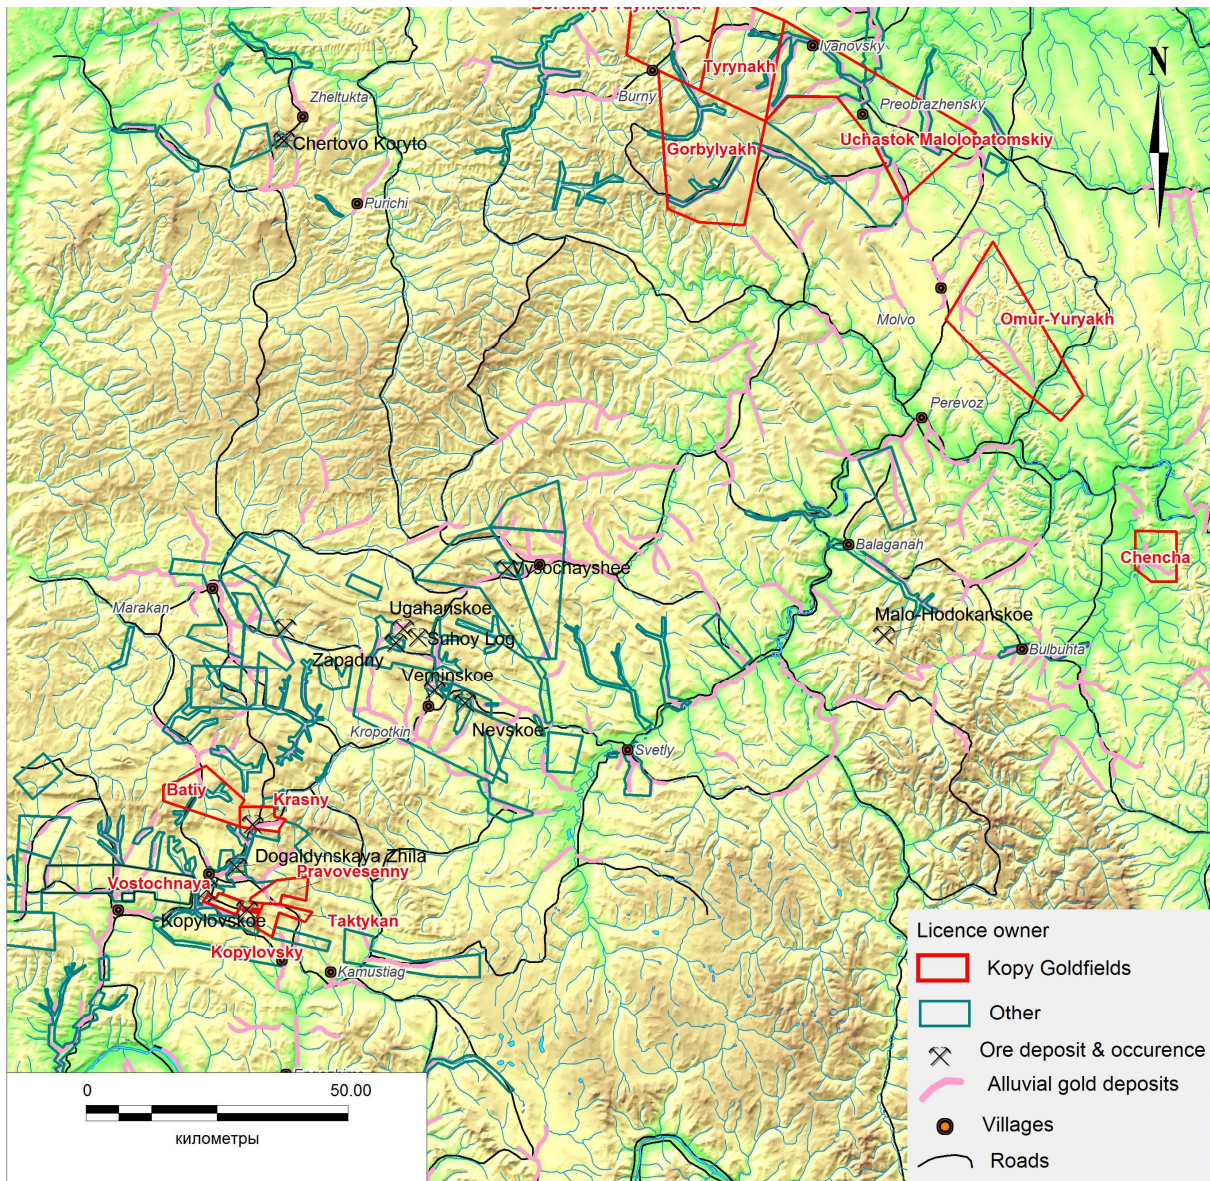 Tyrynakh
Ivanovsky
Burny
Zheltukta
Preobrazhensky
Chertovo Koryto
Uchastok Malolopatomskiy
Gorbylyakh
N
Purichi
Molvo
Omur-Yuryakh
Perevoz
Balaganah
Chencha
Vysochayshee
Marakan
Ugahanskoe
Suhoy Log
Malo-Hodokanskoe
Bulbuhta
Zapadny
Verninskoe
Kropotkin
Nevskoe
Svetly
Batiy
Krasny
Dogaldynskaya Zhila
Pravovesenny
Vostochnaya
Kopylovskoe
Taktykan
Kopylovsky
Kamustiag
Licence owner
Kopy Goldfields
Other
Ore deposit & occurence
Alluvial gold deposits
Villages
Roads
0 50.00
километры